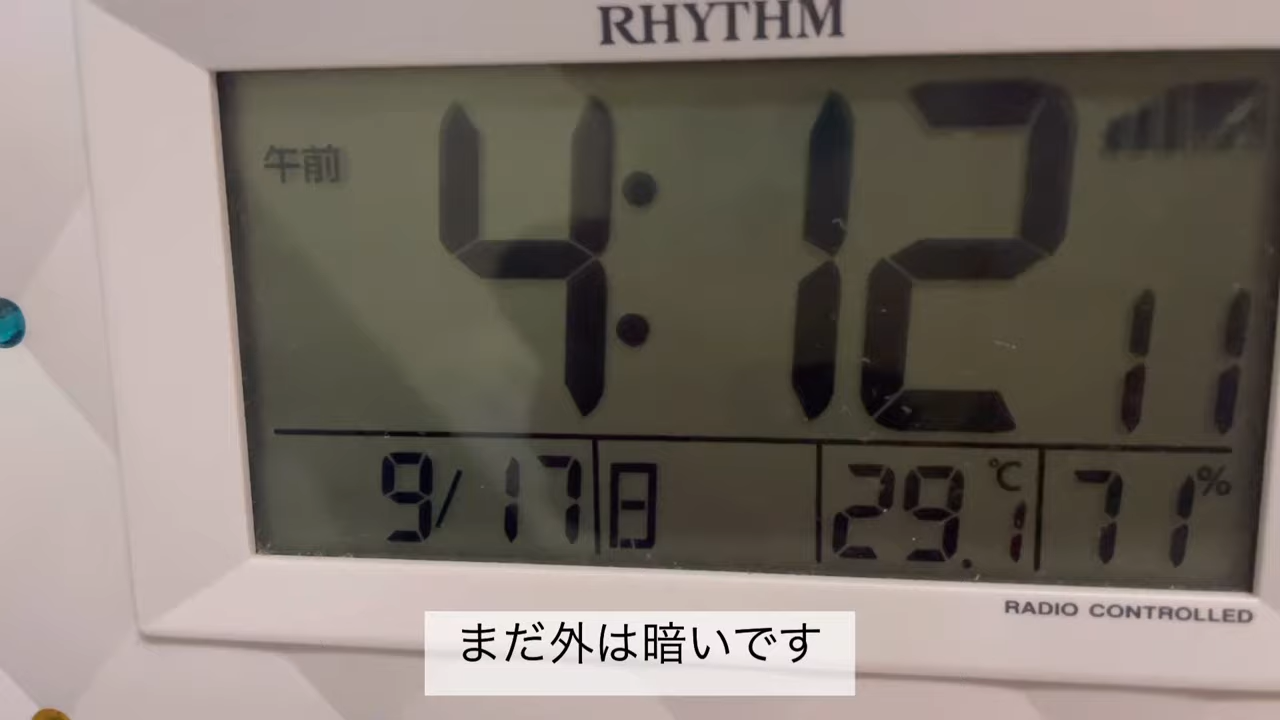 RHYTHM
午前 4:12 11
9/17 日 29.1℃ 71%
RADIO CONTROLLED
まだ外は暗いです